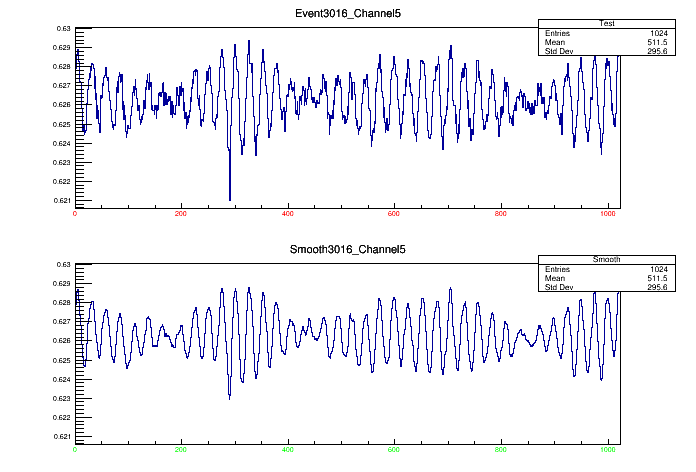 Event3016_Channel5
Test
Entries 1024
Mean 511.5
Std Dev 295.6
0.63
0.629
0.628
0.627
0.626
0.625
0.624
0.623
0.622
0.621
0 200 400 600 800 1000
Smooth3016_Channel5
Smooth
Entries 1024
Mean 511.5
Std Dev 295.6
0.63
0.629
0.628
0.627
0.626
0.625
0.624
0.623
0.622
0.621
0 200 400 600 800 1000